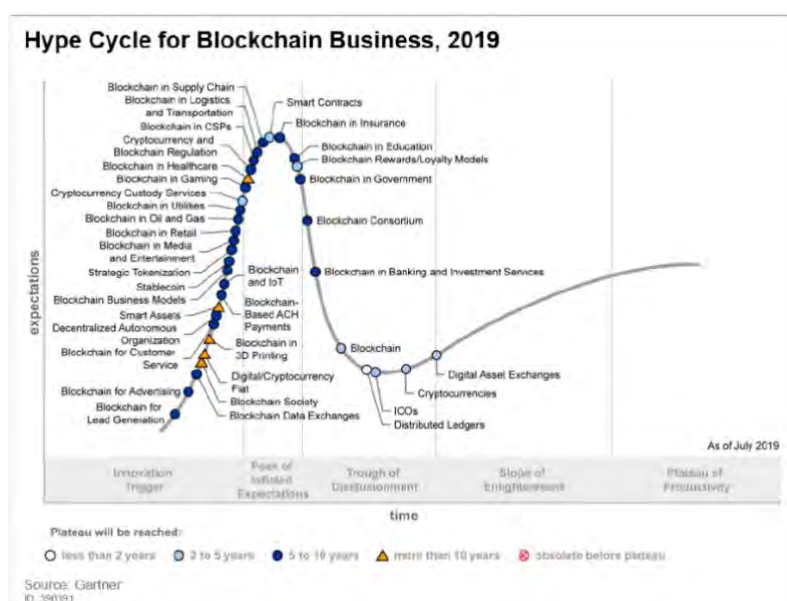 Hype Cycle for Blockchain Business, 2019
expectations
Blockchain in Supply Chain
Blockchain in Logistics
and Transportation
Blockchain in CSPs
Cryptocurrency and
Blockchain Regulation
Blockchain in Healthcare
Blockchain in Gaming
Cryptocurrency Custody Services
Blockchain in Utilities
Blockchain in Oil and Gas
Blockchain in Retail
Blockchain in Media
and Entertainment
Strategic Tokenization
Stablecoin
Blockchain Business Models
Smart Assets
Decentralized Autonomous
Organization
Blockchain for Customer
Service
Blockchain for Advertising
Blockchain for
Lead Generation
Smart Contracts
Blockchain in Insurance
Blockchain in Education
Blockchain Rewards/Loyalty Models
Blockchain in Government
Blockchain Consortium
Blockchain in Banking and Investment Services
Blockchain
and IoT
Blockchain-
Based ACH
Payments
Blockchain in
3D Printing
Digital/Cryptocurrency
Fiat
Blockchain Society
Blockchain Data Exchanges
Blockchain
Digital Asset Exchanges
Cryptocurrencies
ICOs
Distributed Ledgers
As of July 2019
Innovation
Trigger
Peak of
Inflated
Expectations
Trough of
Disillusionment
Slope of
Enlightenment
Plateau of
Productivity
time
Plateau will be reached:
less than 2 years
2 to 5 years
5 to 10 years
more than 10 years
obsolete before plateau
Source: Gartner
ID: 390391